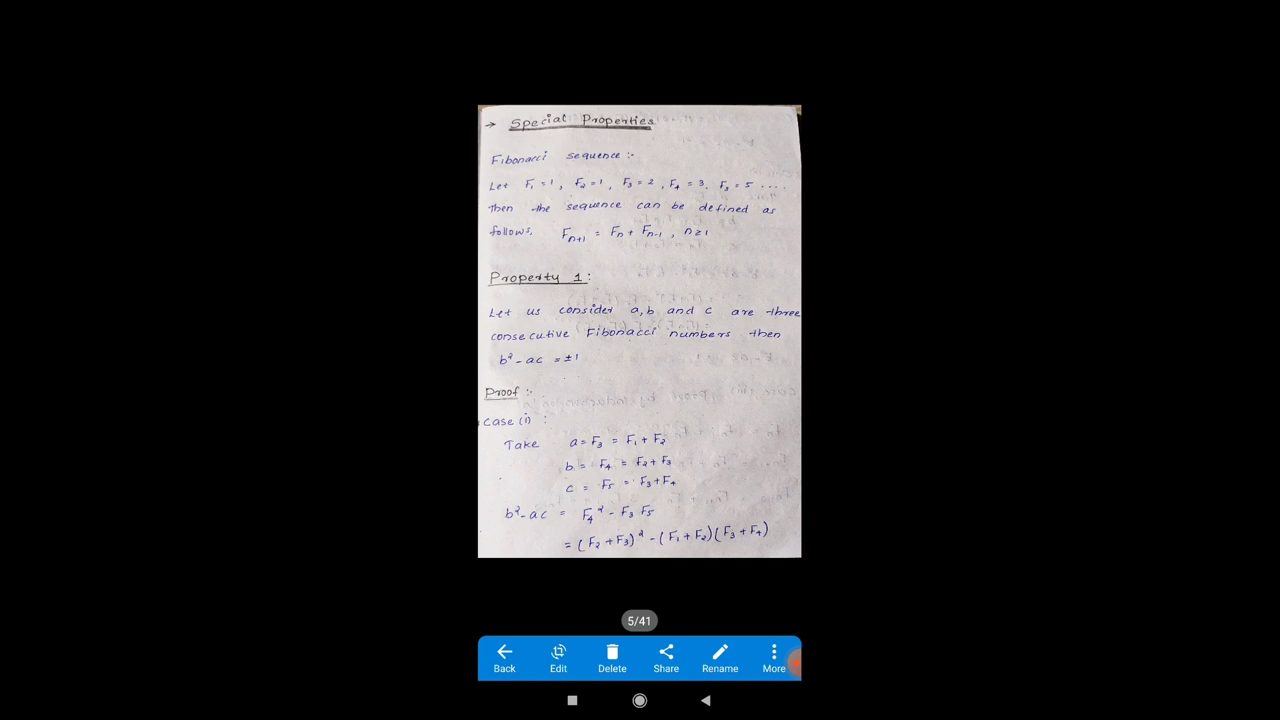 → Special Properties
Fibonacci sequence :-
Let F₁ = 1, F₂ = 1, F₃ = 2, F₄ = 3, F₅ = 5 ....
Then the sequence can be defined as
follows, Fₙ₊₁ = Fₙ + Fₙ₋₁, n ≥ 1
Property 1 :
Let us consider a, b and c are three
consecutive Fibonacci numbers then
b² - ac = ±1
Proof :-
Case (i) :
Take a = F₃ = F₁ + F₂
b = F₄ = F₂ + F₃
c = F₅ = F₃ + F₄
b² - ac = F₄² - F₃ F₅
= (F₂ + F₃)² - (F₁ + F₂)(F₃ + F₄)
5/41
Back Edit Delete Share Rename More